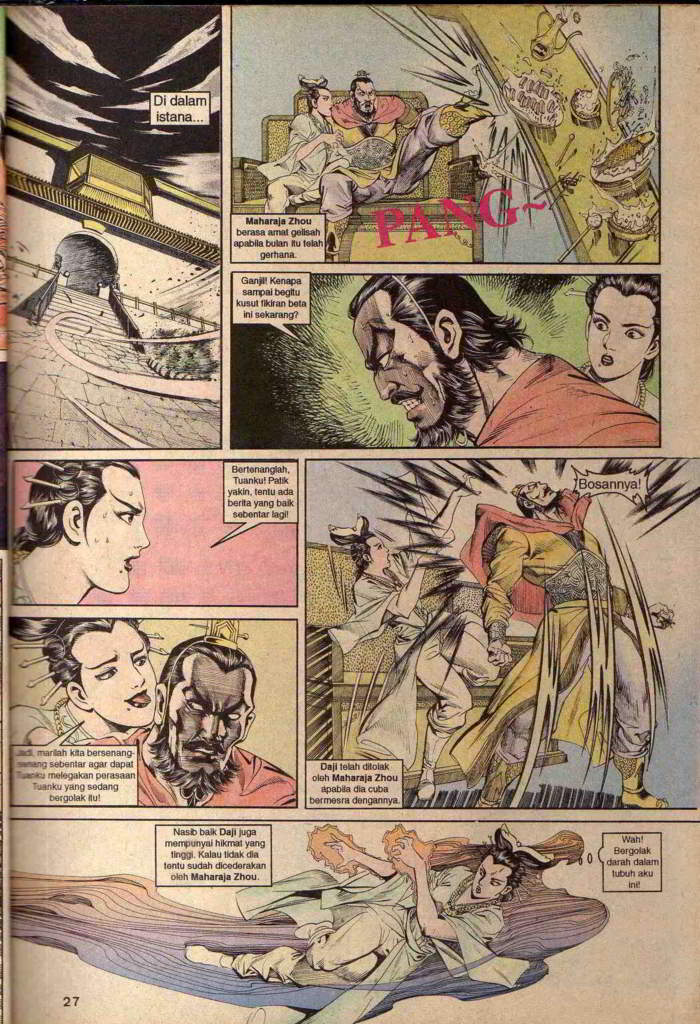 Di dalam
istana...
Maharaja Zhou
berasa amat gelisah
apabila bulan itu telah
gerhana.
PANG~
Ganjil! Kenapa
sampai begitu
kusut fikiran beta
ini sekarang?
Bertenanglah,
Tuanku! Patik
yakin, tentu ada
berita yang baik
sebentar lagi!
Jadi, marilah kita bersenang-
senang sebentar agar dapat
Tuanku melegakan perasaan
Tuanku yang sedang
bergolak itu!
Bosannya!
Daji telah ditolak
oleh Maharaja Zhou
apabila dia cuba
bermesra dengannya.
Nasib baik Daji juga
mempunyai hikmat yang
tinggi. Kalau tidak dia
tentu sudah dicederakan
oleh Maharaja Zhou.
Wah!
Bergolak
darah dalam
tubuh aku
ini!
27